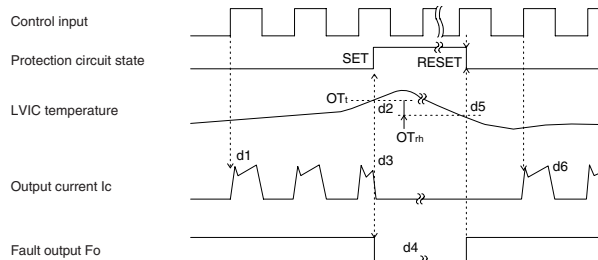 Control input
Protection circuit state
SET
RESET
LVIC temperature
OTt
d2
d5
OTrh
d1
d3
d6
Output current Ic
d4
Fault output Fo